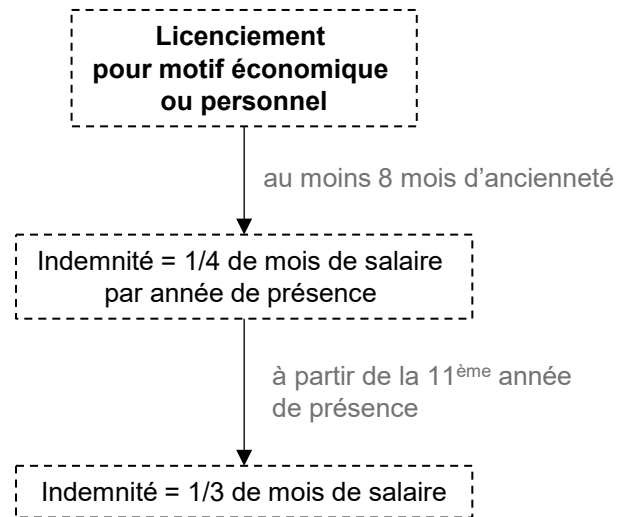 Licenciement
pour motif économique
ou personnel
au moins 8 mois d’ancienneté
Indemnité = 1/4 de mois de salaire
par année de présence
à partir de la 11ème année
de présence
Indemnité = 1/3 de mois de salaire